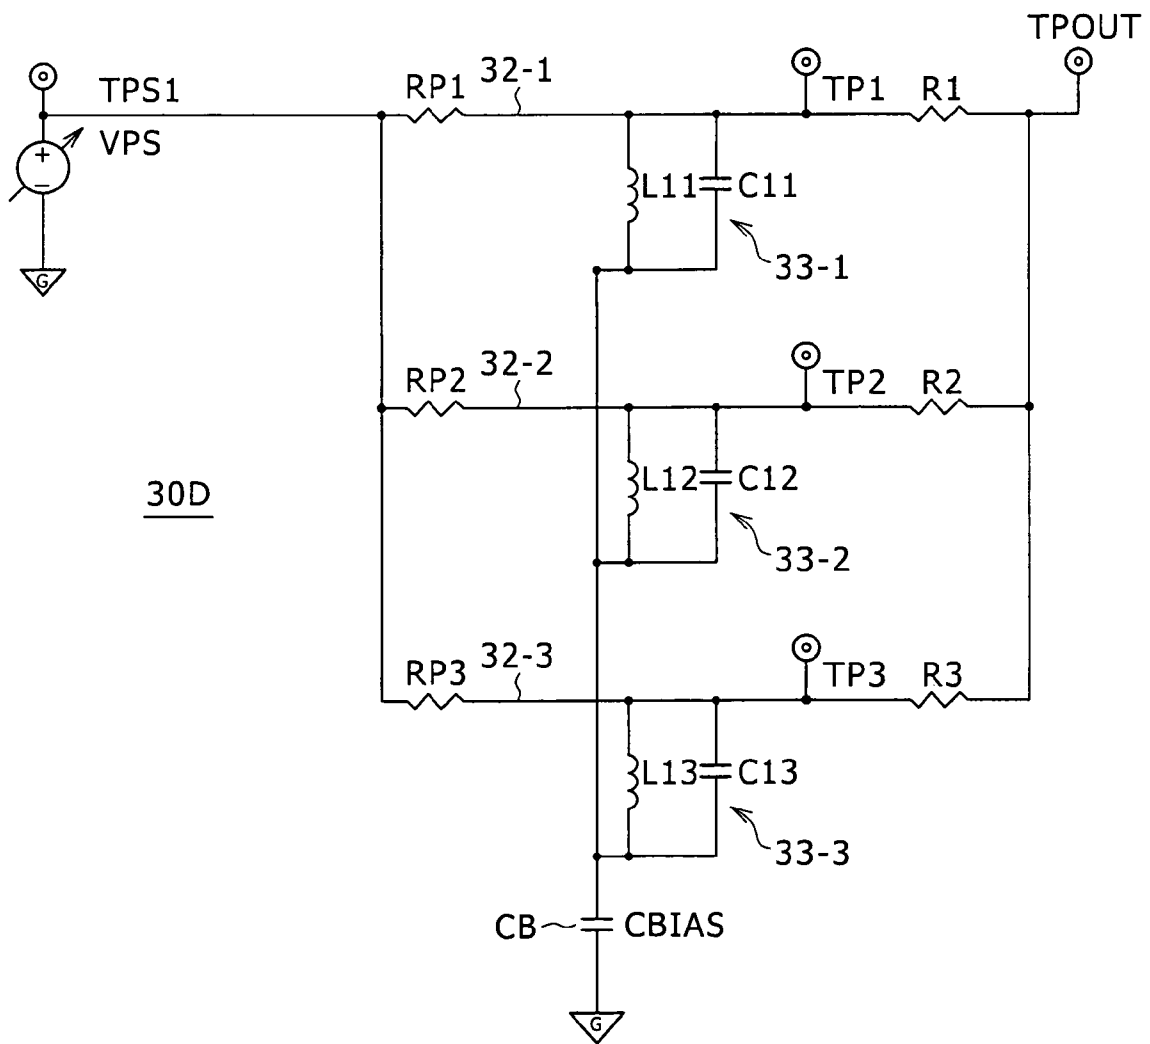 TPOUT
TPS1
RP1
32-1
TP1
R1
VPS
+
−
L11
C11
G
33-1
RP2
32-2
TP2
R2
L12
C12
30D
33-2
RP3
32-3
TP3
R3
L13
C13
33-3
CB
CBIAS
G